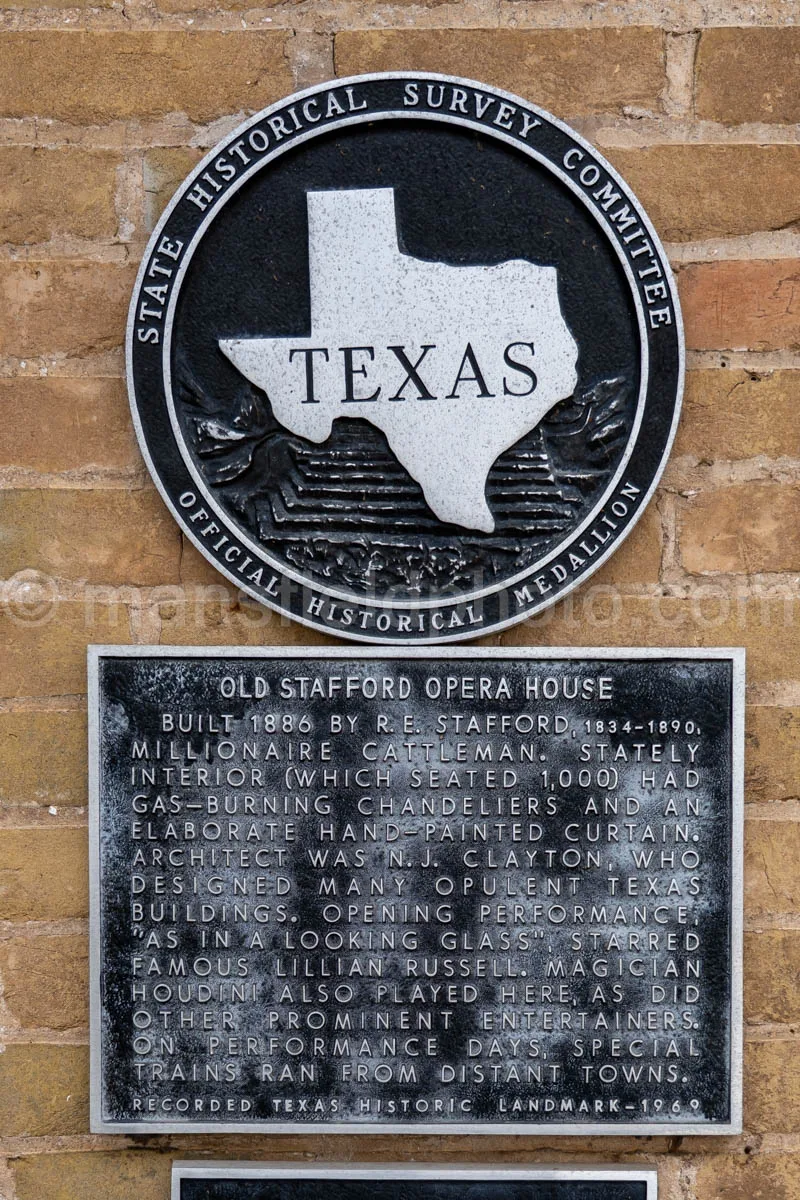 STATE HISTORICAL SURVEY COMMITTEE
TEXAS
OFFICIAL HISTORICAL MEDALLION
© mansfieldphoto.com
OLD STAFFORD OPERA HOUSE
BUILT 1886 BY R.E. STAFFORD, 1834–1890,
MILLIONAIRE CATTLEMAN. STATELY
INTERIOR (WHICH SEATED 1,000) HAD
GAS–BURNING CHANDELIERS AND AN
ELABORATE HAND–PAINTED CURTAIN.
ARCHITECT WAS N.J. CLAYTON, WHO
DESIGNED MANY OPULENT TEXAS
BUILDINGS. OPENING PERFORMANCE,
"AS IN A LOOKING GLASS", STARRED
FAMOUS LILLIAN RUSSELL. MAGICIAN
HOUDINI ALSO PLAYED HERE, AS DID
OTHER PROMINENT ENTERTAINERS.
ON PERFORMANCE DAYS, SPECIAL
TRAINS RAN FROM DISTANT TOWNS.
RECORDED TEXAS HISTORIC LANDMARK–1969